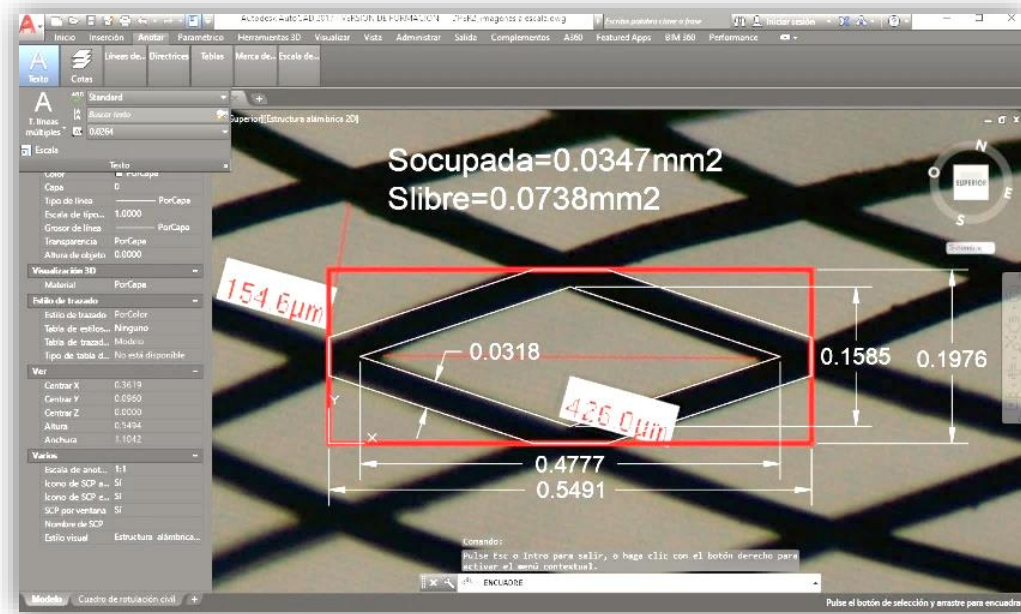 Autodesk AutoCAD 2017 - VERSIÓN DE FORMACIÓN
Escriba palabra clave o frase
Iniciar sesión
Inicio Inserción Anotar Paramétrico Herramientas 3D Visualizar Vista Administrar Salida Complementos A360 Featured Apps BIM 360 Performance
A
Texto
Cotas
Líneas de...
Directrices
Tablas
Marca de...
Escala de...
A
T. líneas
múltiples
Standard
Buscar texto
0.0264
Escala
Texto
Superior][Estructura alámbrica 2D]
Color PorCapa
Capa 0
Tipo de línea PorCapa
Escala de tipo... 1.0000
Grosor de línea PorCapa
Transparencia PorCapa
Altura de objeto 0.0000
Visualización 3D
Material PorCapa
Estilo de trazado
Estilo de trazado PorColor
Tabla de estilos... Ninguno
Tabla de trazad... Modelo
Tipo de tabla d... No está disponible
Ver
Centrar X 0.3619
Centrar Y 0.0960
Centrar Z 0.0000
Altura 0.5494
Anchura 1.1042
Varios
Escala de anot... 1:1
Icono de SCP a... Sí
Icono de SCP e... Sí
SCP por ventana Sí
Nombre de SCP
Estilo visual Estructura alámbrica...
Socupada=0.0347mm2
Slibre=0.0738mm2
N
O
SUPERIOR
E
S
154.6µm
0.0318
0.1585
0.1976
426.0µm
Y
X
0.4777
0.5491
Comando:
Pulse Esc o Intro para salir, o haga clic con el botón derecho para
activar el menú contextual.
ENCUADRE
Modelo Cuadro de rotulación civil +
Pulse el botón de selección y arrastre para encuadra